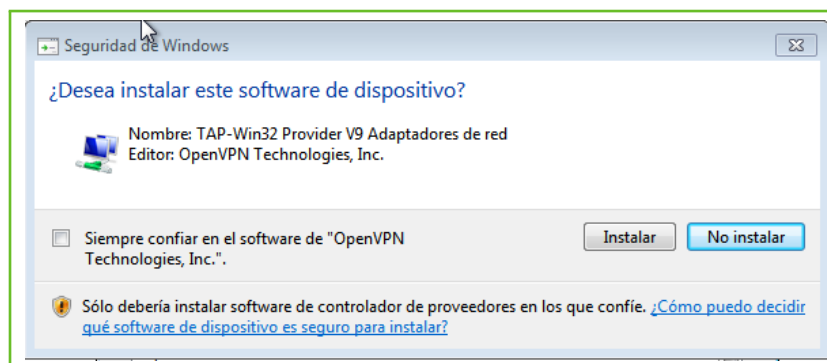 Seguridad de Windows
¿Desea instalar este software de dispositivo?
Nombre: TAP-Win32 Provider V9 Adaptadores de red
Editor: OpenVPN Technologies, Inc.
Siempre confiar en el software de "OpenVPN
Technologies, Inc.".
Instalar
No instalar
Sólo debería instalar software de controlador de proveedores en los que confíe. ¿Cómo puedo decidir
qué software de dispositivo es seguro para instalar?